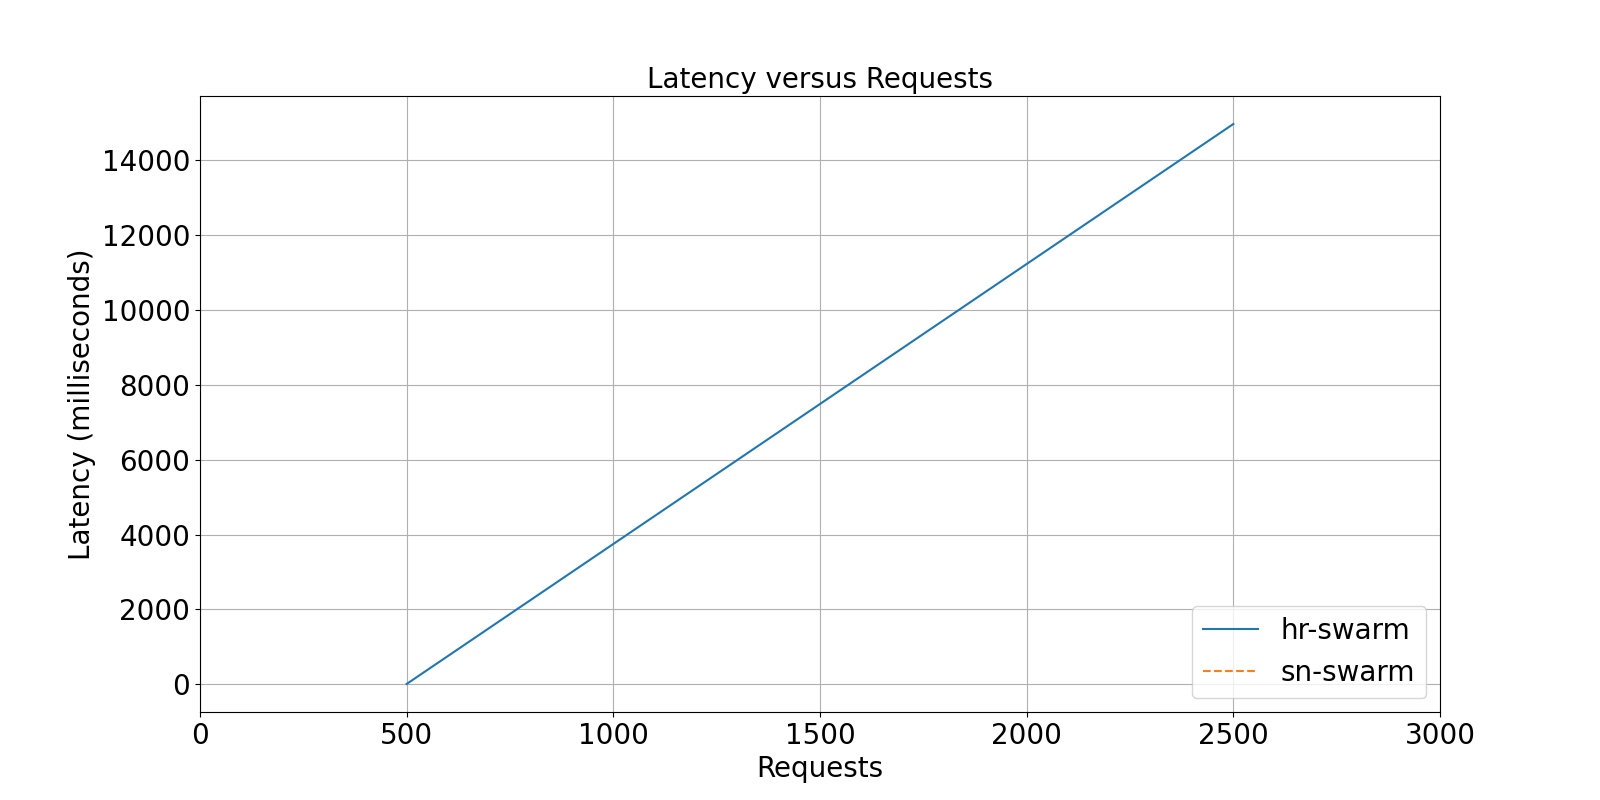 Latency versus Requests
Latency (milliseconds)
14000
12000
10000
8000
6000
4000
2000
0
hr-swarm
sn-swarm
0 500 1000 1500 2000 2500 3000
Requests